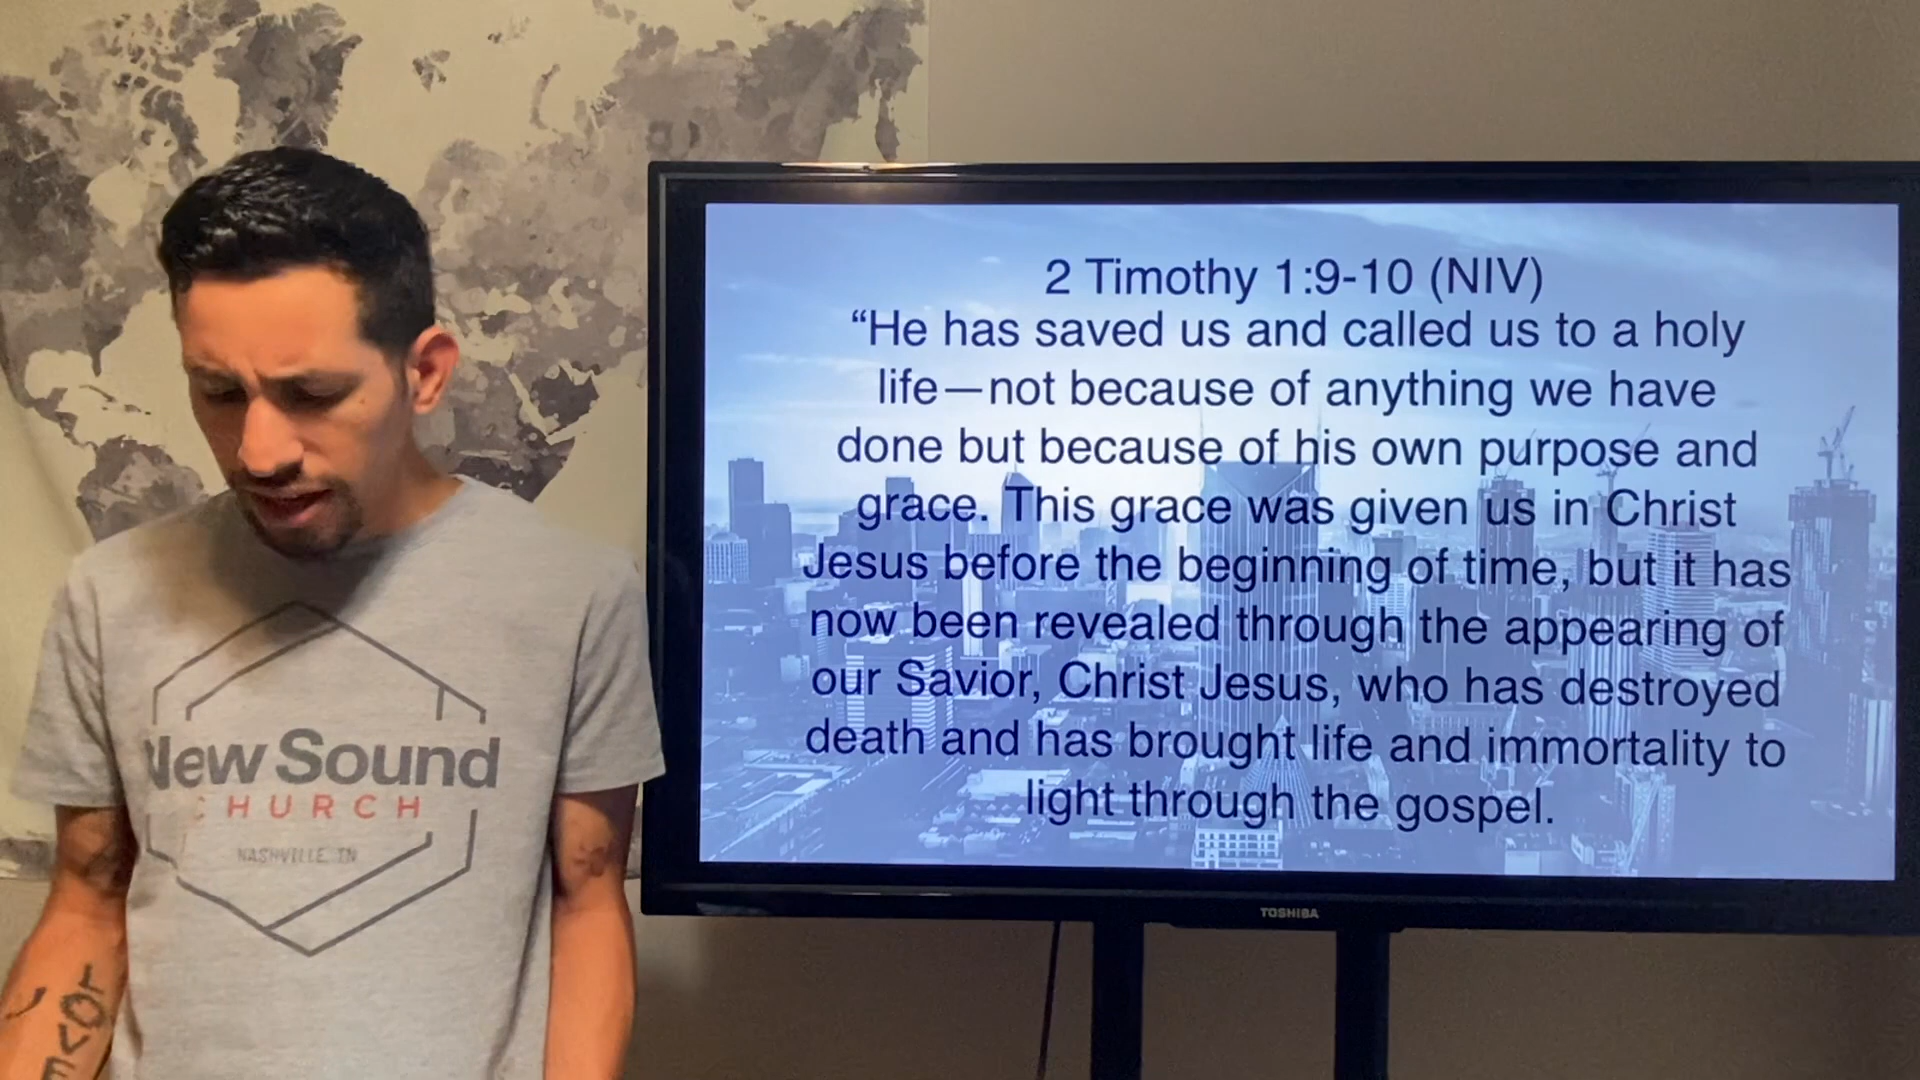 2 Timothy 1:9-10 (NIV)
“He has saved us and called us to a holy
life—not because of anything we have
done but because of his own purpose and
grace. This grace was given us in Christ
Jesus before the beginning of time, but it has
now been revealed through the appearing of
our Savior, Christ Jesus, who has destroyed
death and has brought life and immortality to
light through the gospel.
TOSHIBA
New Sound
CHURCH
NASHVILLE, TN
LOVE